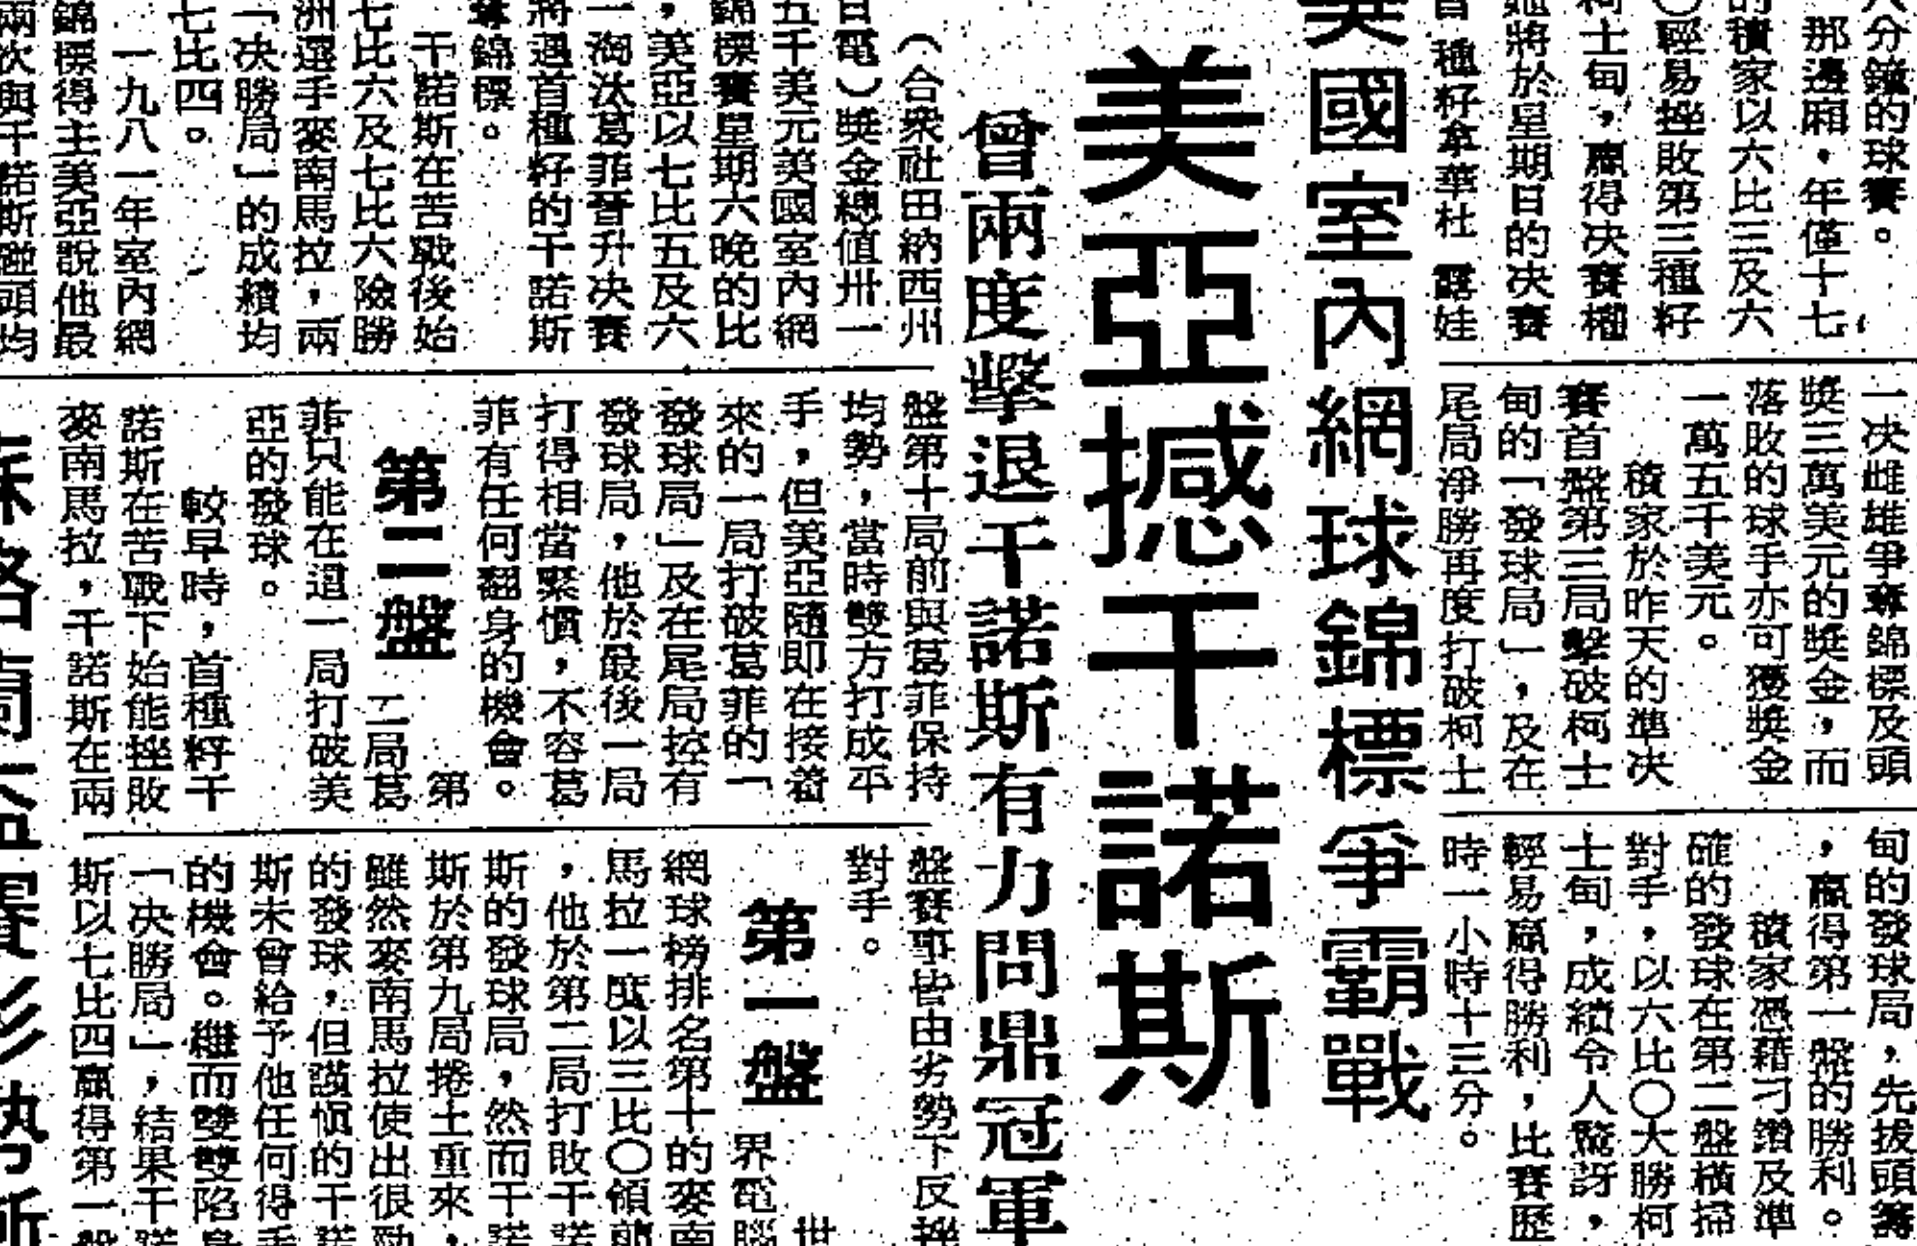 八分鐘的球賽。
那邊廂，年僅十七
的積家以六比三及六
〇輕易挫敗第三種籽
柯士甸，贏得决賽權
她將於星期日的决賽
首種籽拿華杜露娃
一决雌雄爭奪錦標及頭
獎三萬美元的獎金，而
落敗的球手亦可獲獎金
一萬五千美元。
積家於昨天的準决
賽首盤第三局擊破柯士
甸的「發球局」，及在
尾局淨勝再度打破柯士
甸的發球局，先拔頭籌
，贏得第一盤的勝利。
積家憑藉刁鑽及準
確的發球在第二盤橫掃
對手，以六比〇大勝柯
士甸，成績令人驚訝，
輕易贏得勝利，比賽歷
時一小時十三分。
美國室內網球錦標爭霸戰
美亞撼干諾斯
曾兩度擊退干諾斯有力問鼎冠軍
（合衆社田納西州
日電）獎金總值卅一
五千美元美國室內網
錦標賽星期六晚的比
，美亞以七比五及六
一淘汰葛菲晉升决賽
將遇首種籽的干諾斯
奪錦標。
干諾斯在苦戰後始
七比六及七比六險勝
洲選手麥南馬拉，兩
「决勝局」的成績均
七比四。
一九八一年室內網
錦標得主美亞說他最
兩次與干諾斯碰頭均
盤第十局前與葛菲保持
均勢，當時雙方打成平
手，但美亞隨即在接着
來的一局打破葛菲的「
發球局」及在尾局控有
發球局，他於最後一局
打得相當緊慎，不容葛
菲有任何翻身的機會。
第二盤
第
二局葛
菲只能在這一局打破美
亞的發球。
較早時，首種籽干
諾斯在苦戰下始能挫敗
麥南馬拉，干諾斯在兩
盤賽事皆由劣勢下反挫
對手。
第一盤
世
界電腦
網球榜排名第十的麥南
馬拉一度以三比〇領前
，他於第二局打敗干諾
斯的發球局，然而干諾
斯於第九局捲土重來，
雖然麥南馬拉使出很勁
的發球，但謹慎的干諾
斯未曾給予他任何得手
的機會。繼而雙雙陷身
「决勝局」，結果干諾
斯以七比四贏得第一盤